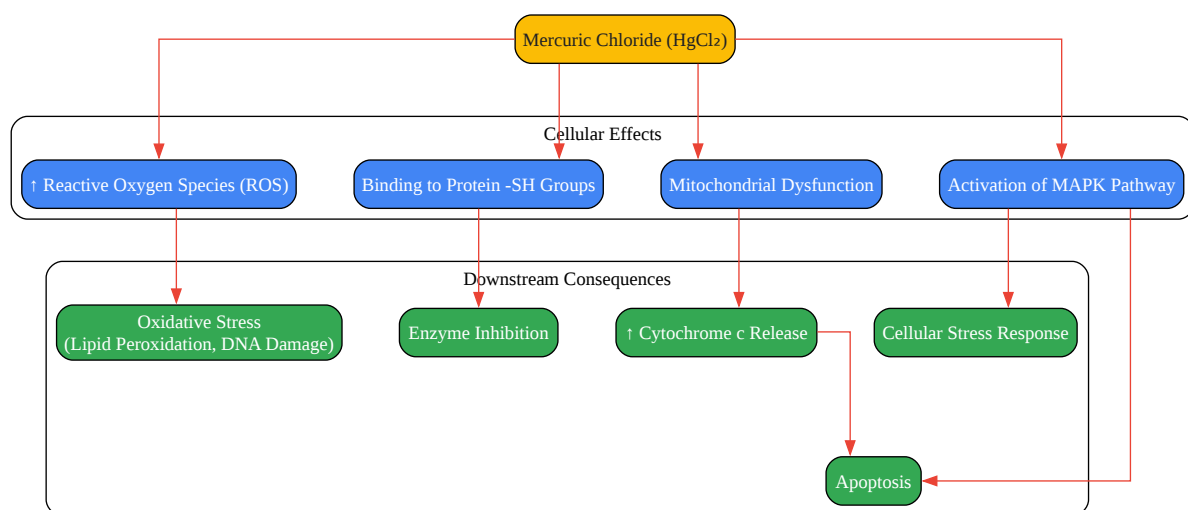 Mercuric Chloride (HgCl₂)
Cellular Effects
↑ Reactive Oxygen Species (ROS)
Binding to Protein -SH Groups
Mitochondrial Dysfunction
Activation of MAPK Pathway
Downstream Consequences
Oxidative Stress
(Lipid Peroxidation, DNA Damage)
Enzyme Inhibition
↑ Cytochrome c Release
Cellular Stress Response
Apoptosis